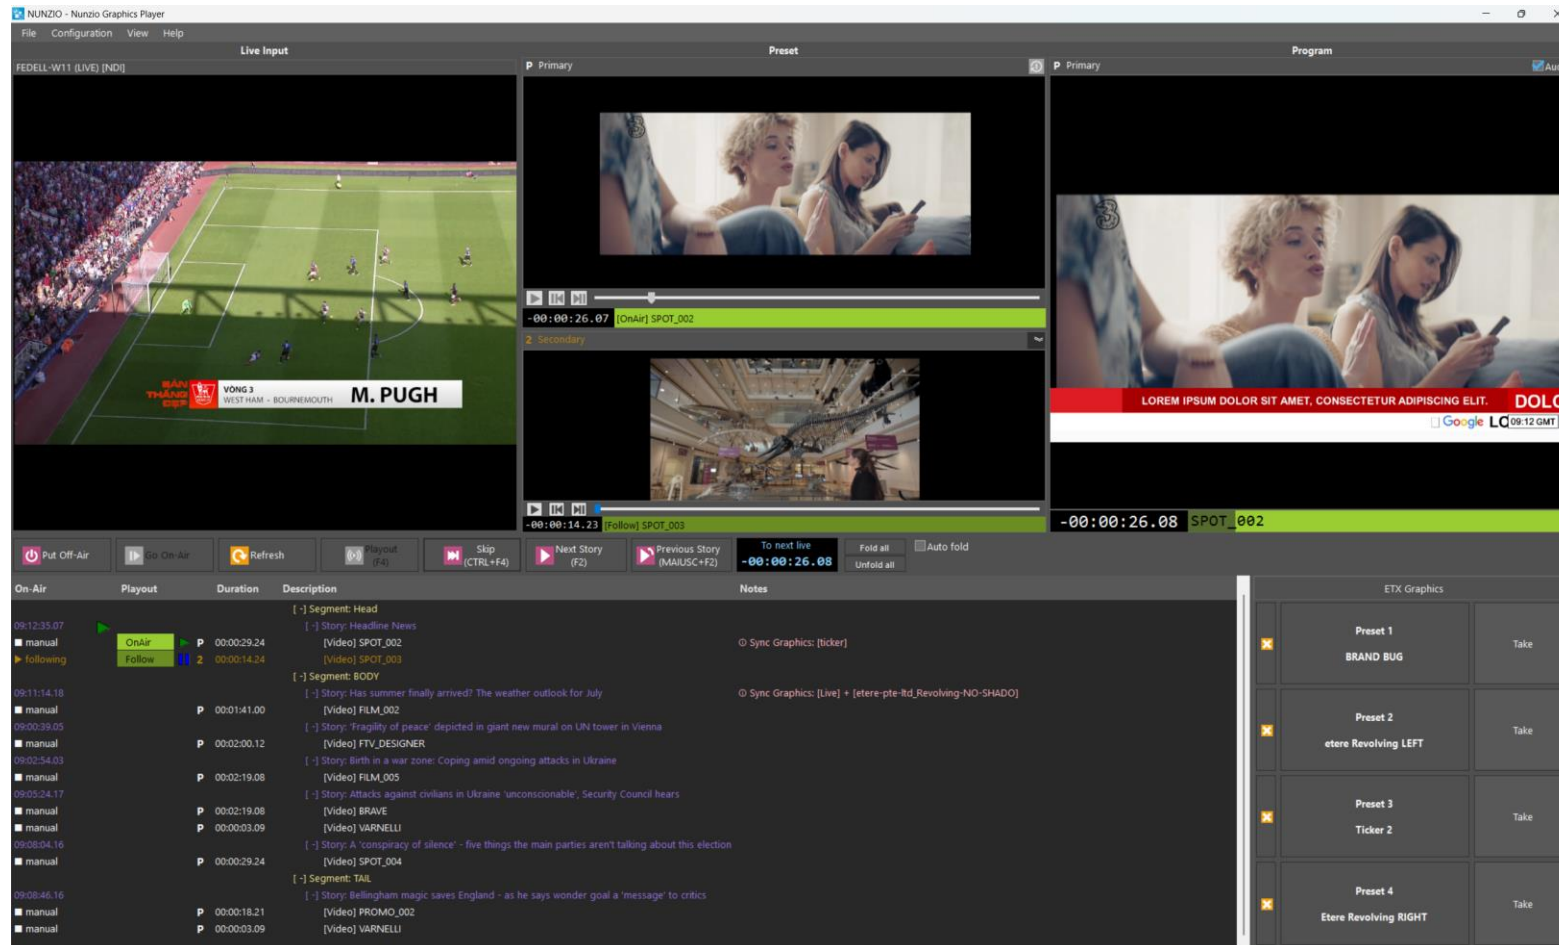 NUNZIO - Nunzio Graphics Player
File Configuration View Help
Live Input
Preset
Program
FEDELL-W11 (LIVE) [NDI]
P Primary
P Primary
Aud
3
3
BÀN THẮNG ĐẸP
VÒNG 3
WEST HAM - BOURNEMOUTH
M. PUGH
-00:00:26.07 [OnAir] SPOT_002
2 Secondary
-00:00:14.23 [Follow] SPOT_003
LOREM IPSUM DOLOR SIT AMET, CONSECTETUR ADIPISCING ELIT. DOLO
Google LO 09:12 GMT
-00:00:26.08 SPOT_002
Put Off-Air
Go On-Air
Refresh
Playout (F4)
Skip (CTRL+F4)
Next Story (F2)
Previous Story (MAIUSC+F2)
To next live
-00:00:26.08
Fold all
Unfold all
Auto fold
On-Air Playout Duration Description Notes
[ -] Segment: Head
09:12:35.07 [ -] Story: Headline News
manual OnAir P 00:00:29.24 [Video] SPOT_002 Sync Graphics: [ticker]
following Follow 2 00:00:14.24 [Video] SPOT_003
[ -] Segment: BODY
09:11:14.18 [ -] Story: Has summer finally arrived? The weather outlook for July Sync Graphics: [Live] + [etere-pte-ltd_Revolving-NO-SHADO]
manual P 00:01:41.00 [Video] FILM_002
09:00:39.05 [ -] Story: 'Fragility of peace' depicted in giant new mural on UN tower in Vienna
manual P 00:02:00.12 [Video] FTV_DESIGNER
09:02:54.03 [ -] Story: Birth in a war zone: Coping amid ongoing attacks in Ukraine
manual P 00:02:19.08 [Video] FILM_005
09:05:24.17 [ -] Story: Attacks against civilians in Ukraine 'unconscionable', Security Council hears
manual P 00:02:19.08 [Video] BRAVE
manual P 00:00:03.09 [Video] VARNELLI
09:08:04.16 [ -] Story: A 'conspiracy of silence' - five things the main parties aren't talking about this election
manual P 00:00:29.24 [Video] SPOT_004
[ -] Segment: TAIL
09:08:46.16 [ -] Story: Bellingham magic saves England - as he says wonder goal a 'message' to critics
manual P 00:00:18.21 [Video] PROMO_002
manual P 00:00:03.09 [Video] VARNELLI
ETX Graphics
Preset 1
BRAND BUG
Take
Preset 2
etere Revolving LEFT
Take
Preset 3
Ticker 2
Take
Preset 4
Etere Revolving RIGHT
Take